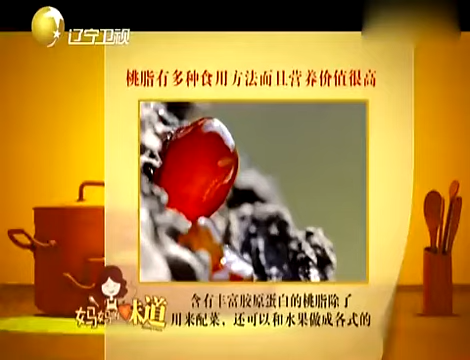 辽宁卫视
桃脂有多种食用方法而且营养价值很高
妈妈味道
含有丰富胶原蛋白的桃脂除了
用来配菜，还可以和水果做成各式的